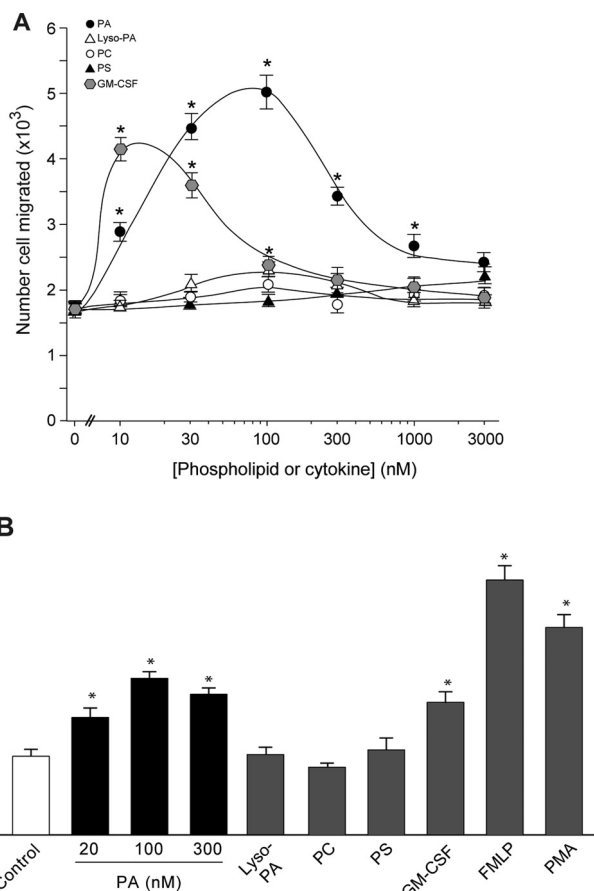 A
PA
Lyso-PA
PC
PS
GM-CSF
6
5
4
3
2
1
0
Number cell migrated (x10³)
* * * * * * * *
0 10 30 100 300 1000 3000
[Phospholipid or cytokine] (nM)
B
* * * * * *
Control
20 100 300
PA (nM)
Lyso-
PA
PC
PS
GM-CSF
FMLP
PMA